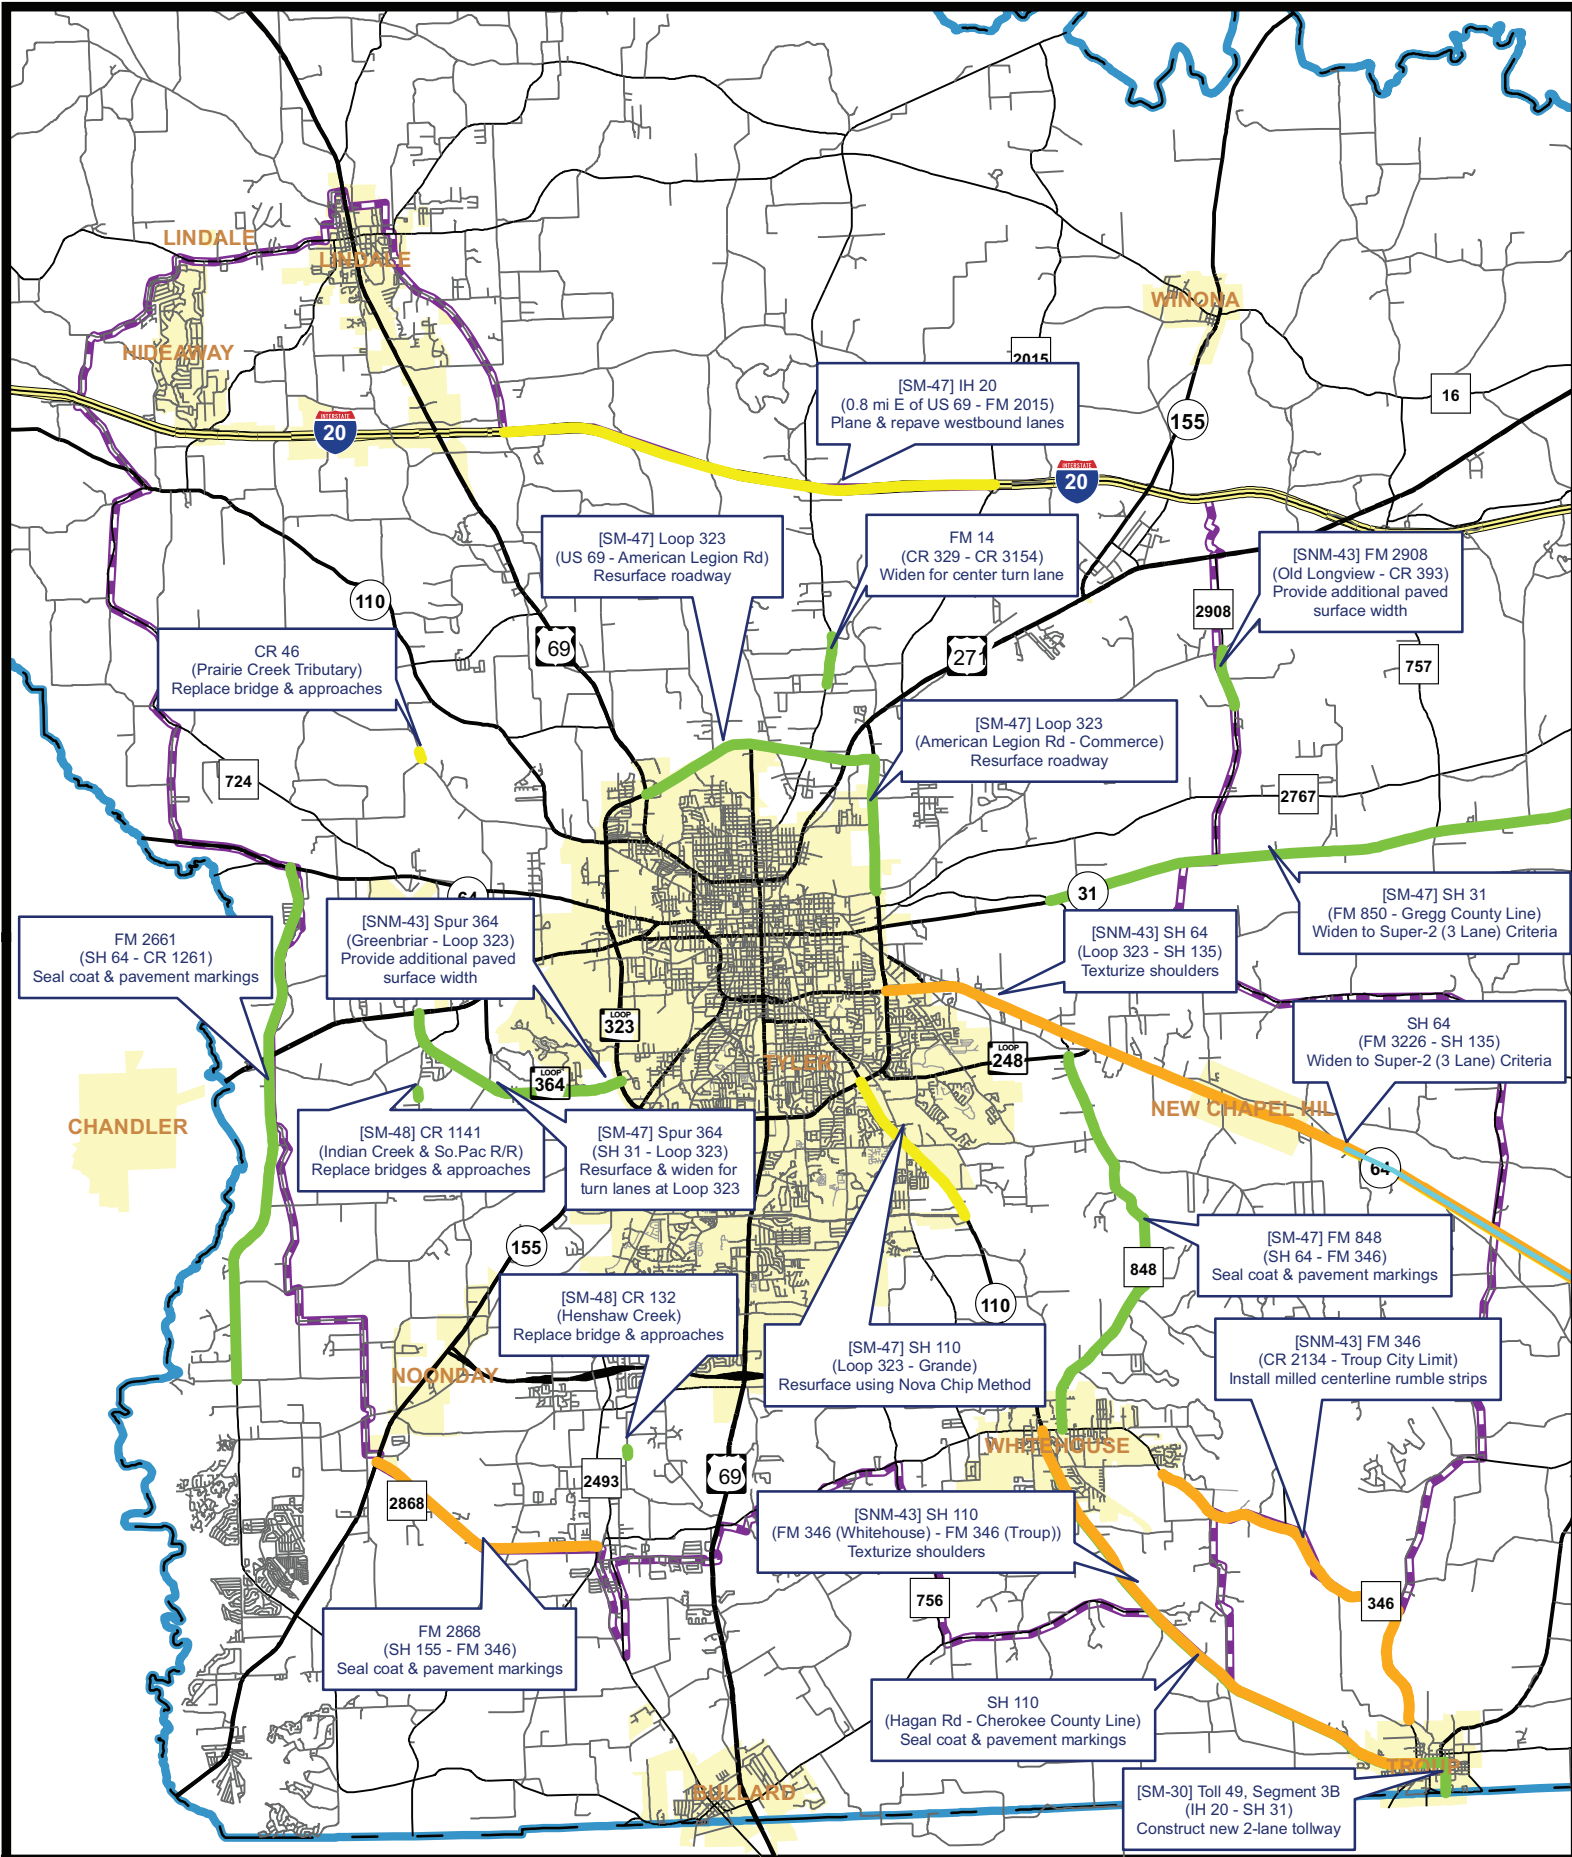 LINDALE
LINDALE
WINONA
HIDEAWAY
2015
16
[SM-47] IH 20
(0.8 mi E of US 69 - FM 2015)
Plane & repave westbound lanes
155
INTERSTATE
20
INTERSTATE
20
[SM-47] Loop 323
(US 69 - American Legion Rd)
Resurface roadway
FM 14
(CR 329 - CR 3154)
Widen for center turn lane
[SNM-43] FM 2908
(Old Longview - CR 393)
Provide additional paved
surface width
110
2908
69
271
757
CR 46
(Prairie Creek Tributary)
Replace bridge & approaches
[SM-47] Loop 323
(American Legion Rd - Commerce)
Resurface roadway
724
2767
64
31
[SM-47] SH 31
(FM 850 - Gregg County Line)
Widen to Super-2 (3 Lane) Criteria
[SNM-43] Spur 364
(Greenbriar - Loop 323)
Provide additional paved
surface width
FM 2661
(SH 64 - CR 1261)
Seal coat & pavement markings
[SNM-43] SH 64
(Loop 323 - SH 135)
Texturize shoulders
LOOP
323
SH 64
(FM 3226 - SH 135)
Widen to Super-2 (3 Lane) Criteria
LOOP
248
TYLER
LOOP
364
NEW CHAPEL HIL
CHANDLER
[SM-48] CR 1141
(Indian Creek & So.Pac R/R)
Replace bridges & approaches
[SM-47] Spur 364
(SH 31 - Loop 323)
Resurface & widen for
turn lanes at Loop 323
64
[SM-47] FM 848
(SH 64 - FM 346)
Seal coat & pavement markings
155
848
[SM-48] CR 132
(Henshaw Creek)
Replace bridge & approaches
110
[SM-47] SH 110
(Loop 323 - Grande)
Resurface using Nova Chip Method
[SNM-43] FM 346
(CR 2134 - Troup City Limit)
Install milled centerline rumble strips
NOONDAY
WHITEHOUSE
2868
2493
69
[SNM-43] SH 110
(FM 346 (Whitehouse) - FM 346 (Troup))
Texturize shoulders
756
346
FM 2868
(SH 155 - FM 346)
Seal coat & pavement markings
SH 110
(Hagan Rd - Cherokee County Line)
Seal coat & pavement markings
TROUP
BULLARD
[SM-30] Toll 49, Segment 3B
(IH 20 - SH 31)
Construct new 2-lane tollway